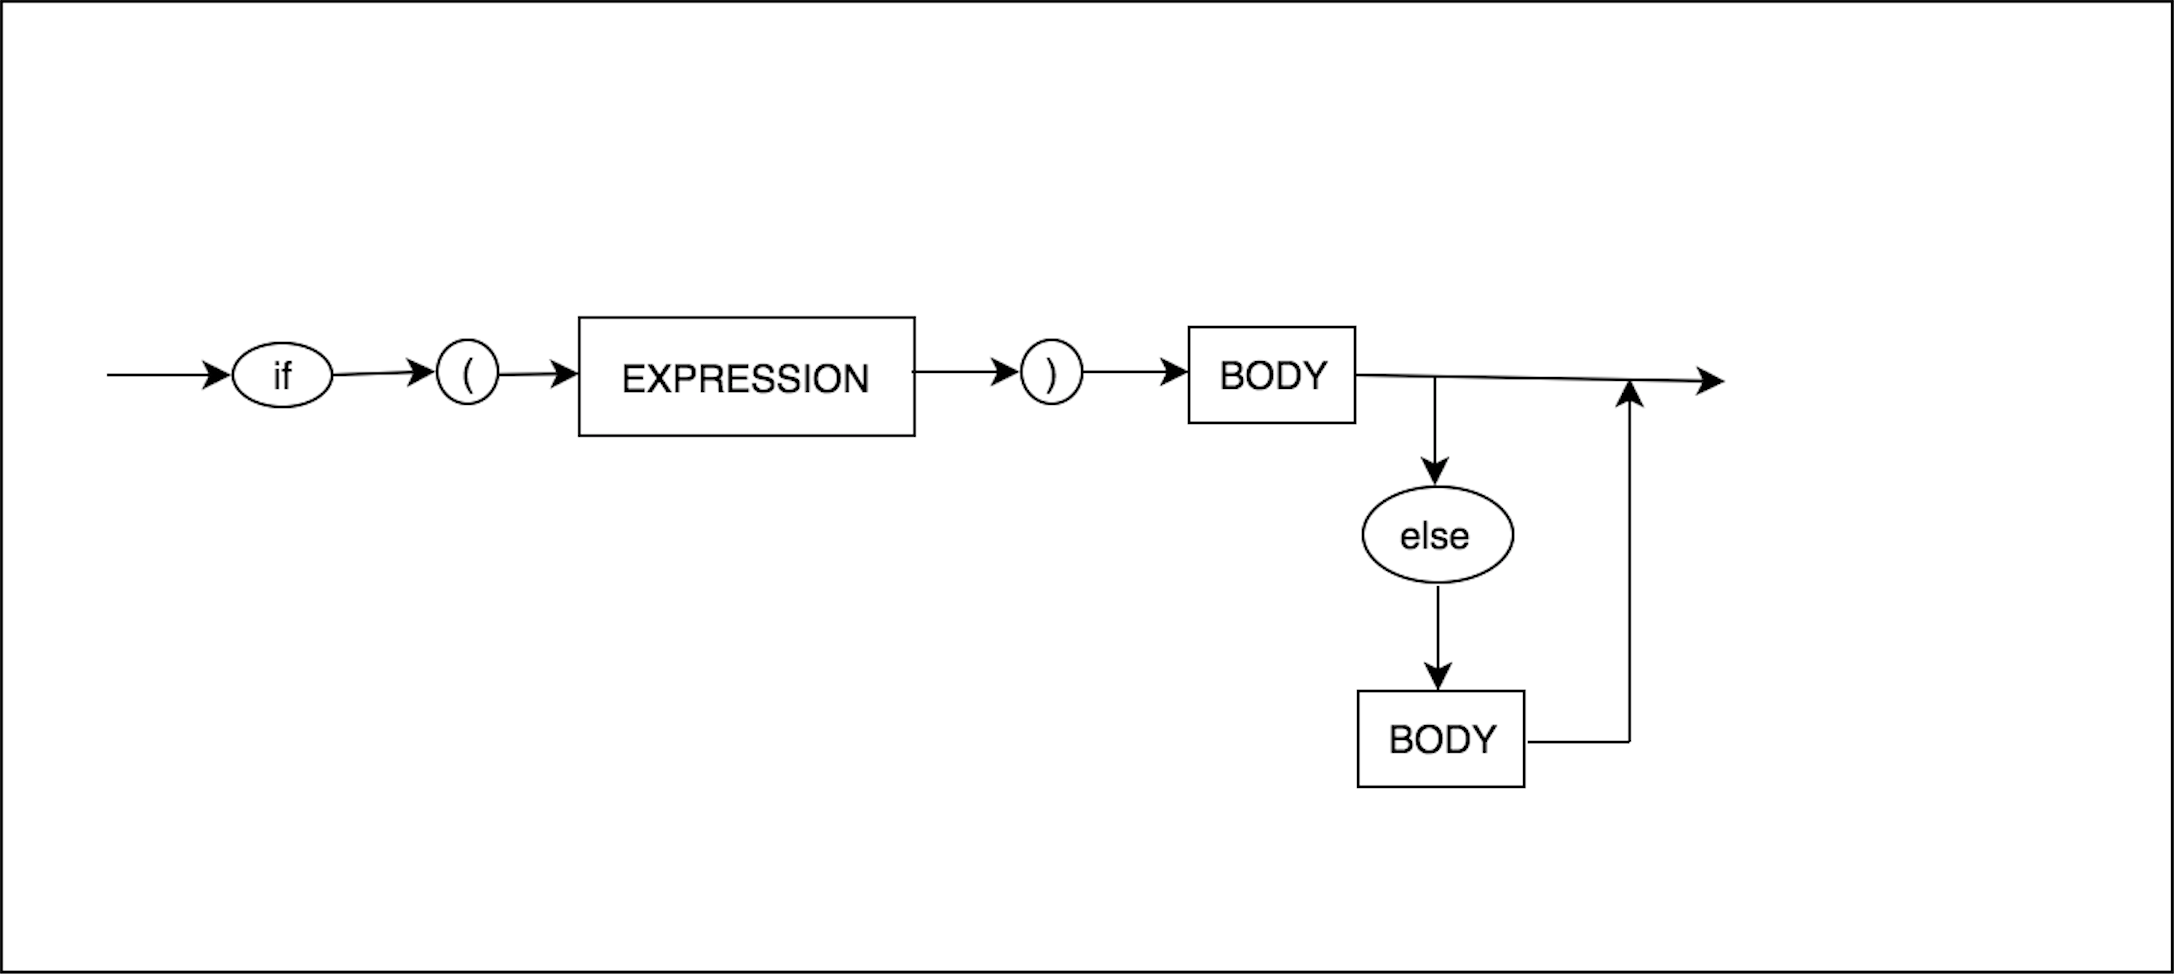 if ( EXPRESSION ) BODY
else
BODY